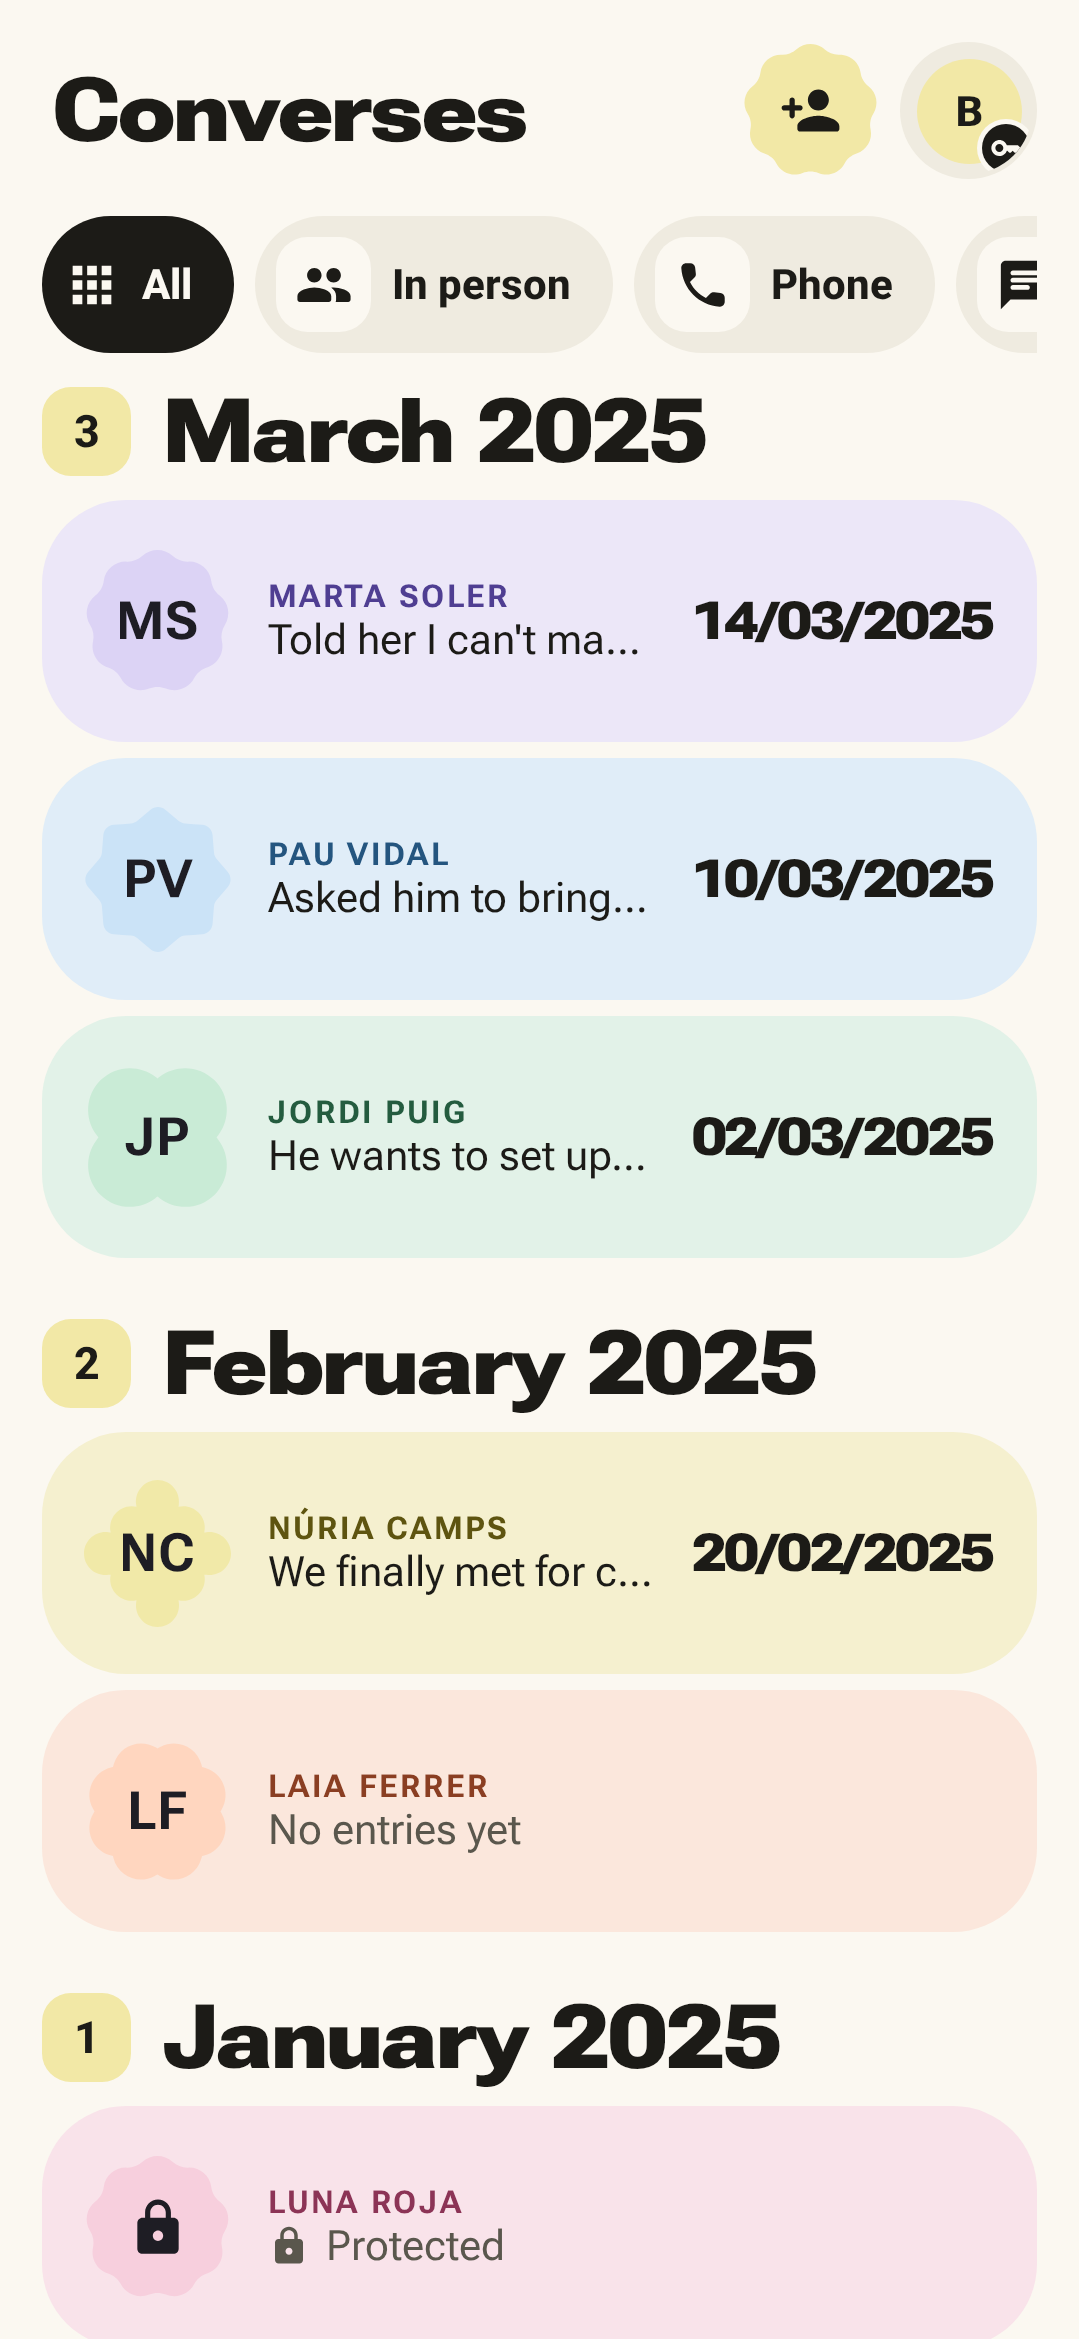 Converses
B
All
In person
Phone
3
March 2025
MS
MARTA SOLER
Told her I can't ma...
14/03/2025
PV
PAU VIDAL
Asked him to bring...
10/03/2025
JP
JORDI PUIG
He wants to set up...
02/03/2025
2
February 2025
NC
NÚRIA CAMPS
We finally met for c...
20/02/2025
LF
LAIA FERRER
No entries yet
1
January 2025
LUNA ROJA
Protected